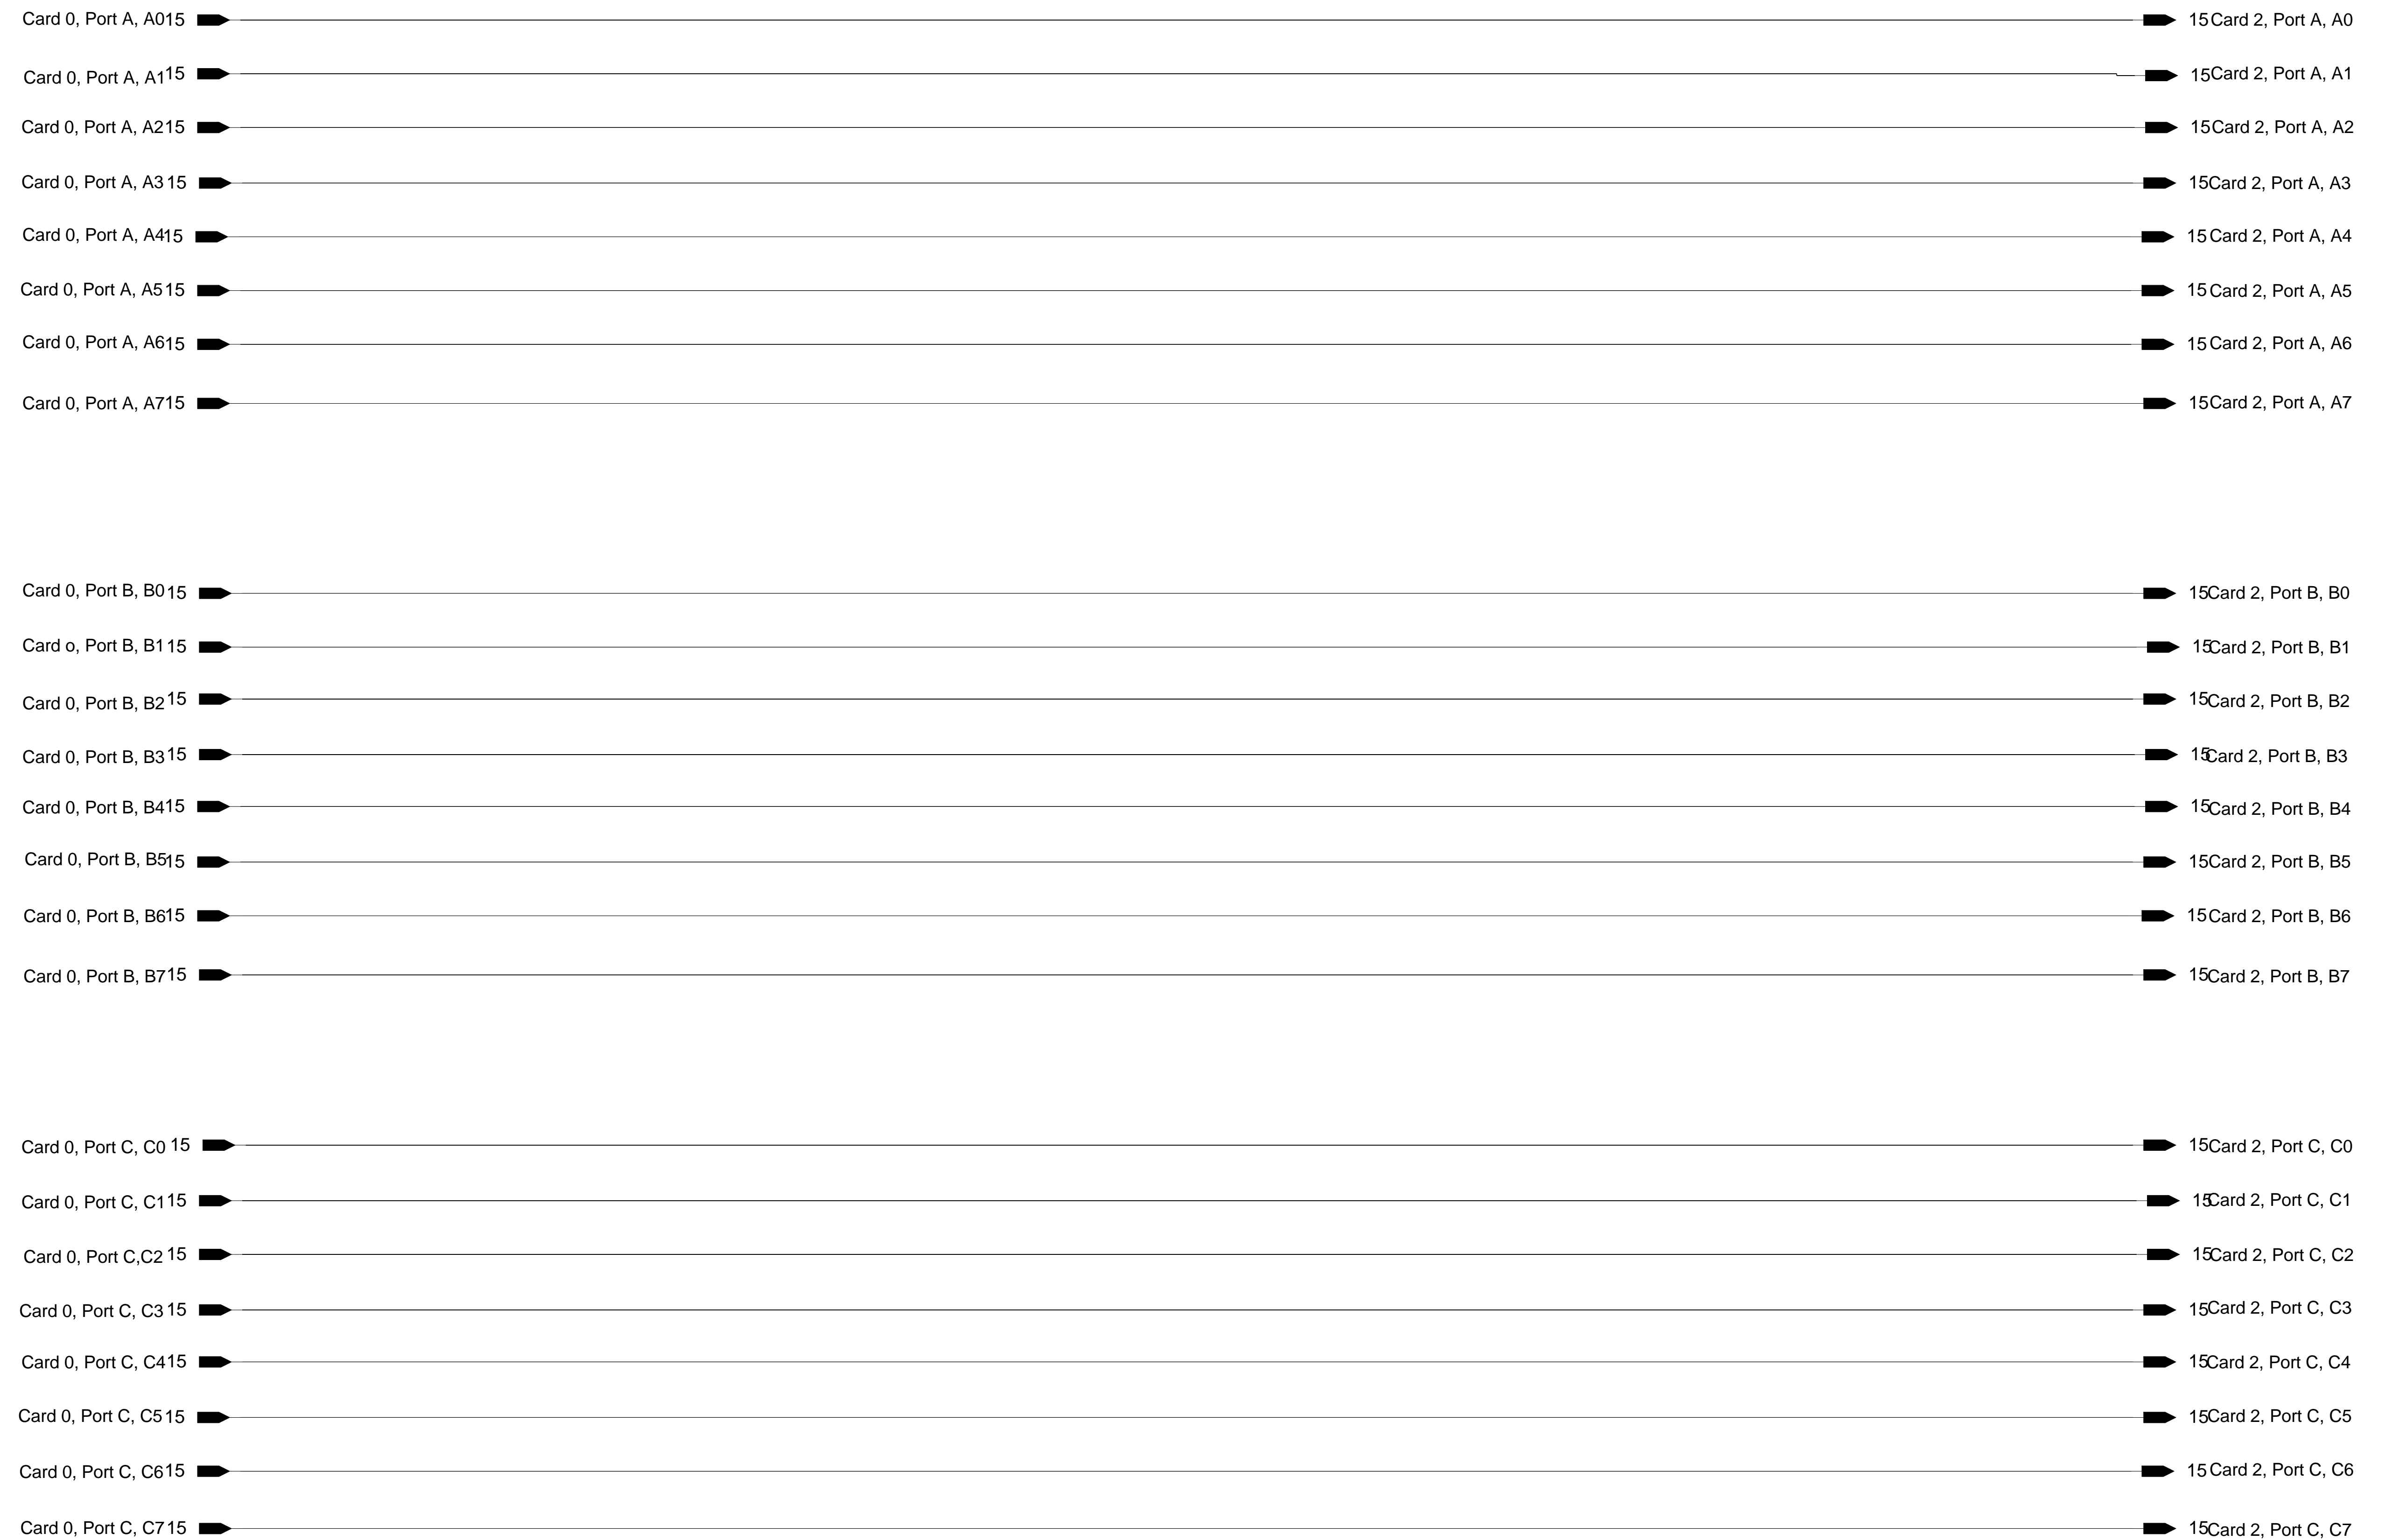 Card 0, Port A, A0 15 15 Card 2, Port A, A0
Card 0, Port A, A1 15 15 Card 2, Port A, A1
Card 0, Port A, A2 15 15 Card 2, Port A, A2
Card 0, Port A, A3 15 15 Card 2, Port A, A3
Card 0, Port A, A4 15 15 Card 2, Port A, A4
Card 0, Port A, A5 15 15 Card 2, Port A, A5
Card 0, Port A, A6 15 15 Card 2, Port A, A6
Card 0, Port A, A7 15 15 Card 2, Port A, A7
Card 0, Port B, B0 15 15 Card 2, Port B, B0
Card o, Port B, B1 15 15 Card 2, Port B, B1
Card 0, Port B, B2 15 15 Card 2, Port B, B2
Card 0, Port B, B3 15 15 Card 2, Port B, B3
Card 0, Port B, B4 15 15 Card 2, Port B, B4
Card 0, Port B, B5 15 15 Card 2, Port B, B5
Card 0, Port B, B6 15 15 Card 2, Port B, B6
Card 0, Port B, B7 15 15 Card 2, Port B, B7
Card 0, Port C, C0 15 15 Card 2, Port C, C0
Card 0, Port C, C1 15 15 Card 2, Port C, C1
Card 0, Port C,C2 15 15 Card 2, Port C, C2
Card 0, Port C, C3 15 15 Card 2, Port C, C3
Card 0, Port C, C4 15 15 Card 2, Port C, C4
Card 0, Port C, C5 15 15 Card 2, Port C, C5
Card 0, Port C, C6 15 15 Card 2, Port C, C6
Card 0, Port C, C7 15 15 Card 2, Port C, C7